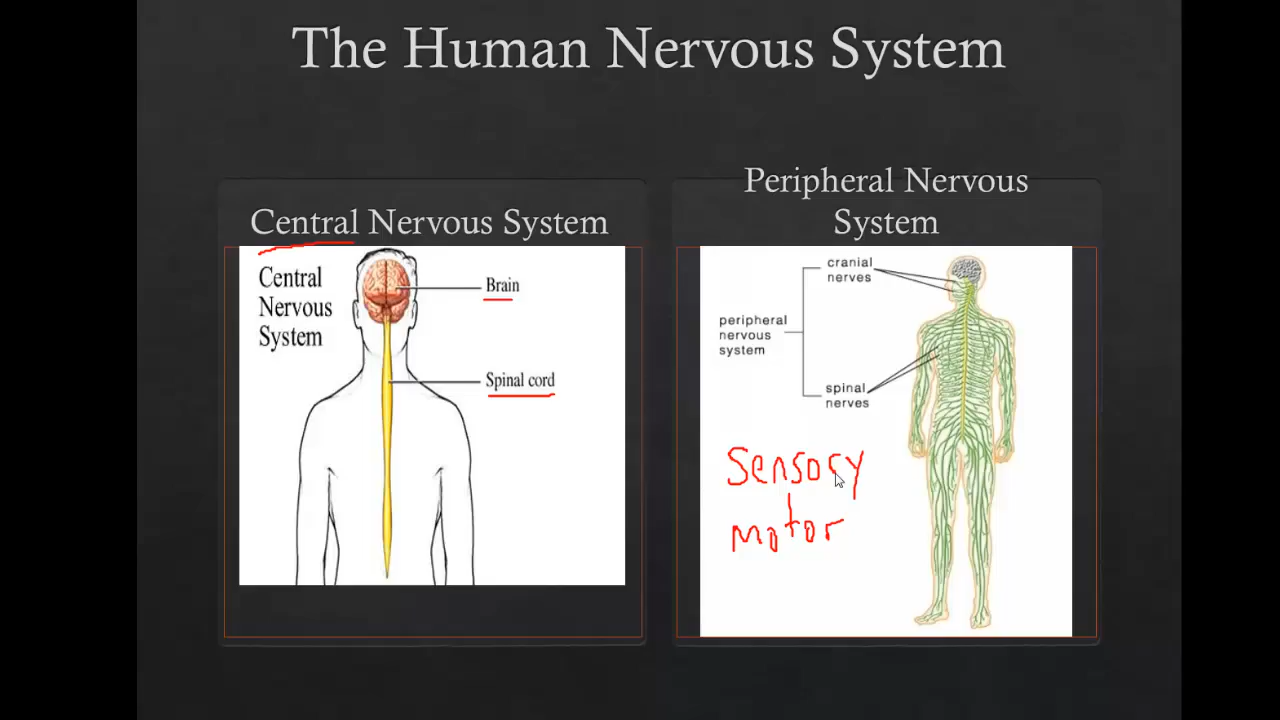 The Human Nervous System
Central Nervous System
Central
Nervous
System
Brain
Spinal cord
Peripheral Nervous
System
cranial
nerves
peripheral
nervous
system
spinal
nerves
Sensory
motor